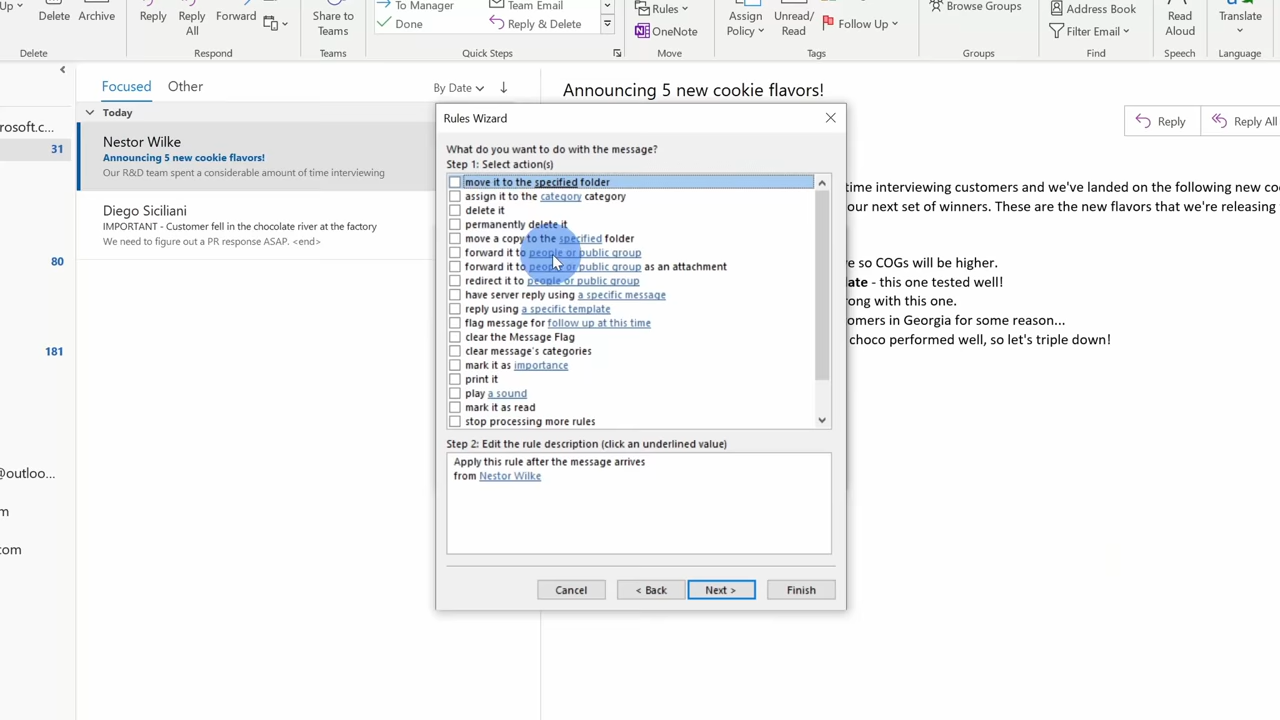 Up
Delete
Archive
Reply
Reply All
Forward
Share to Teams
To Manager
Team Email
Done
Reply & Delete
Rules
OneNote
Assign Policy
Unread/ Read
Follow Up
Browse Groups
Address Book
Filter Email
Read Aloud
Translate
Delete
Respond
Teams
Quick Steps
Move
Tags
Groups
Find
Speech
Language
Focused
Other
By Date
Today
rosoft.c...
31
80
181
@outloo...
m
com
Nestor Wilke
Announcing 5 new cookie flavors!
Our R&D team spent a considerable amount of time interviewing
Diego Siciliani
IMPORTANT - Customer fell in the chocolate river at the factory
We need to figure out a PR response ASAP. <end>
Announcing 5 new cookie flavors!
Reply
Reply All
time interviewing customers and we've landed on the following new co
our next set of winners. These are the new flavors that we're releasing
e so COGs will be higher.
ate - this one tested well!
ong with this one.
omers in Georgia for some reason...
choco performed well, so let's triple down!
Rules Wizard
What do you want to do with the message?
Step 1: Select action(s)
move it to the specified folder
assign it to the category category
delete it
permanently delete it
move a copy to the specified folder
forward it to people or public group
forward it to people or public group as an attachment
redirect it to people or public group
have server reply using a specific message
reply using a specific template
flag message for follow up at this time
clear the Message Flag
clear message's categories
mark it as importance
print it
play a sound
mark it as read
stop processing more rules
Step 2: Edit the rule description (click an underlined value)
Apply this rule after the message arrives
from Nestor Wilke
Cancel
< Back
Next >
Finish